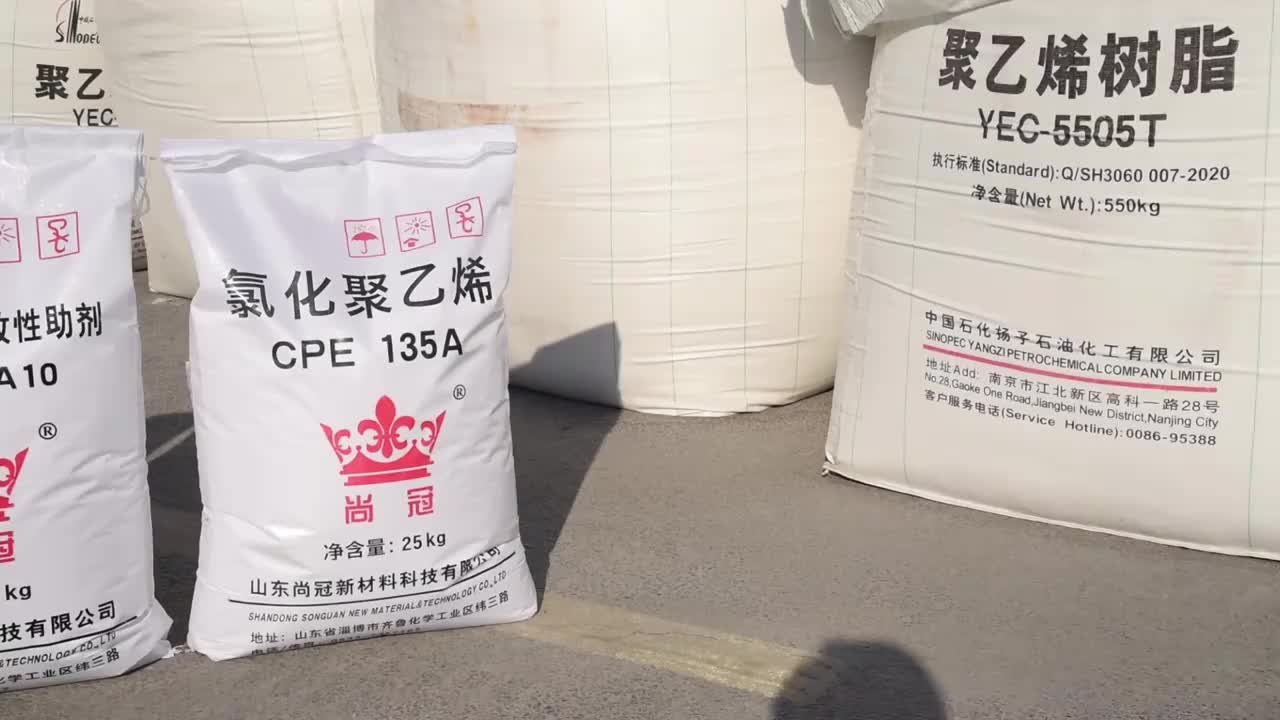 MODEL
聚乙
YEC
改性助剂
A10
®
冠
kg
技有限公司
&TECHNOLOGY CO.,LTD
化学工业区纬三路
氯化聚乙烯
CPE 135A
®
尚冠
净含量: 25kg
山东尚冠新材料科技有限公司
SHANDONG SONGUAN NEW MATERIAL&TECHNOLOGY CO.,LTD
地址: 山东省淄博市齐鲁化学工业区纬三路
聚乙烯树脂
YEC-5505T
执行标准(Standard):Q/SH3060 007-2020
净含量(Net Wt.):550kg
中国石化扬子石油化工有限公司
SINOPEC YANGZI PETROCHEMICAL COMPANY LIMITED
地址Add: 南京市江北新区高科一路28号
No.28,Gaoke One Road,Jiangbei New District,Nanjing City
客户服务电话(Service Hotline):0086-95388